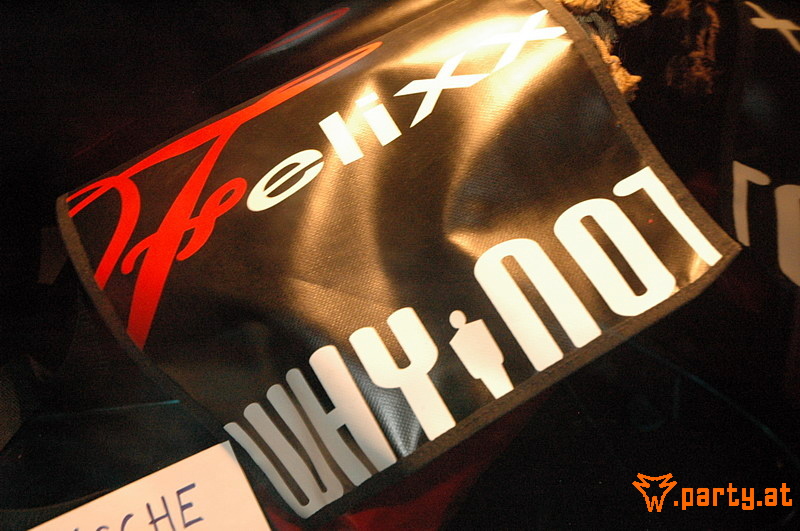 Felixx
WHY NOT
SCHE
.party.at